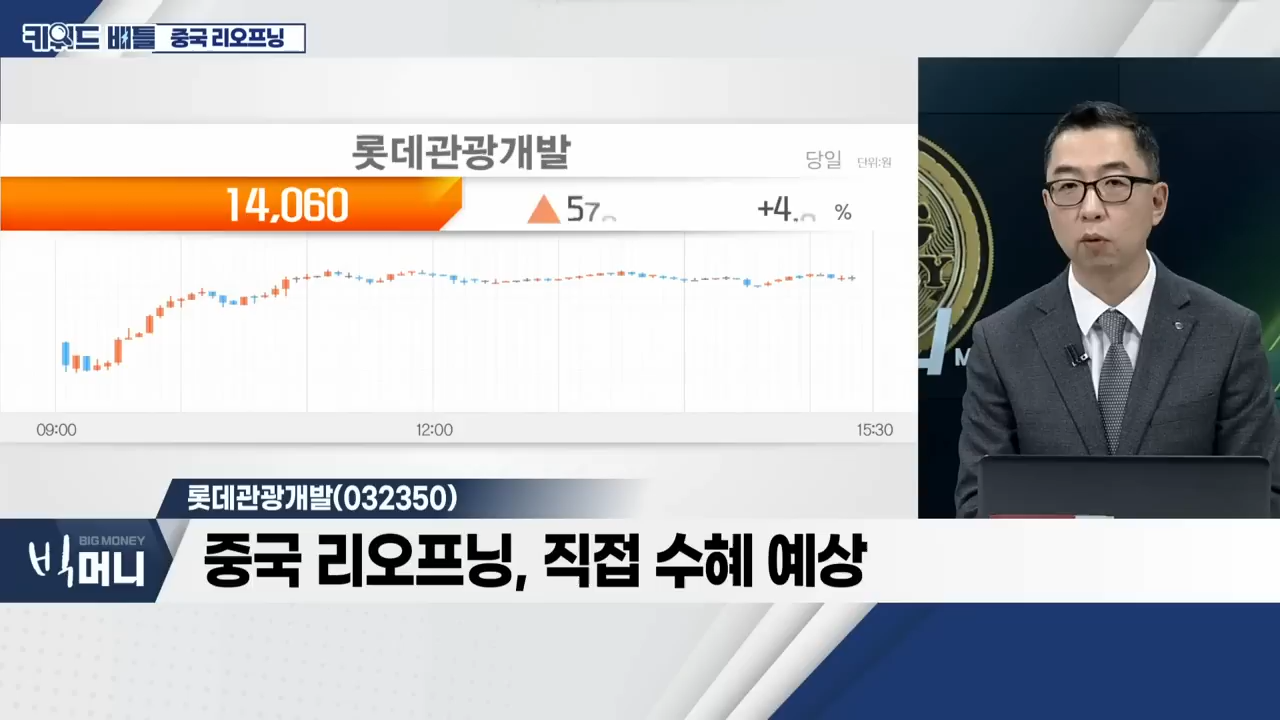 키워드 배틀 중국 리오프닝
롯데관광개발
당일 단위:원
14,060 ▲ 57 +4. %
09:00 12:00 15:30
롯데관광개발(032350)
BIG MONEY
빅머니
중국 리오프닝, 직접 수혜 예상